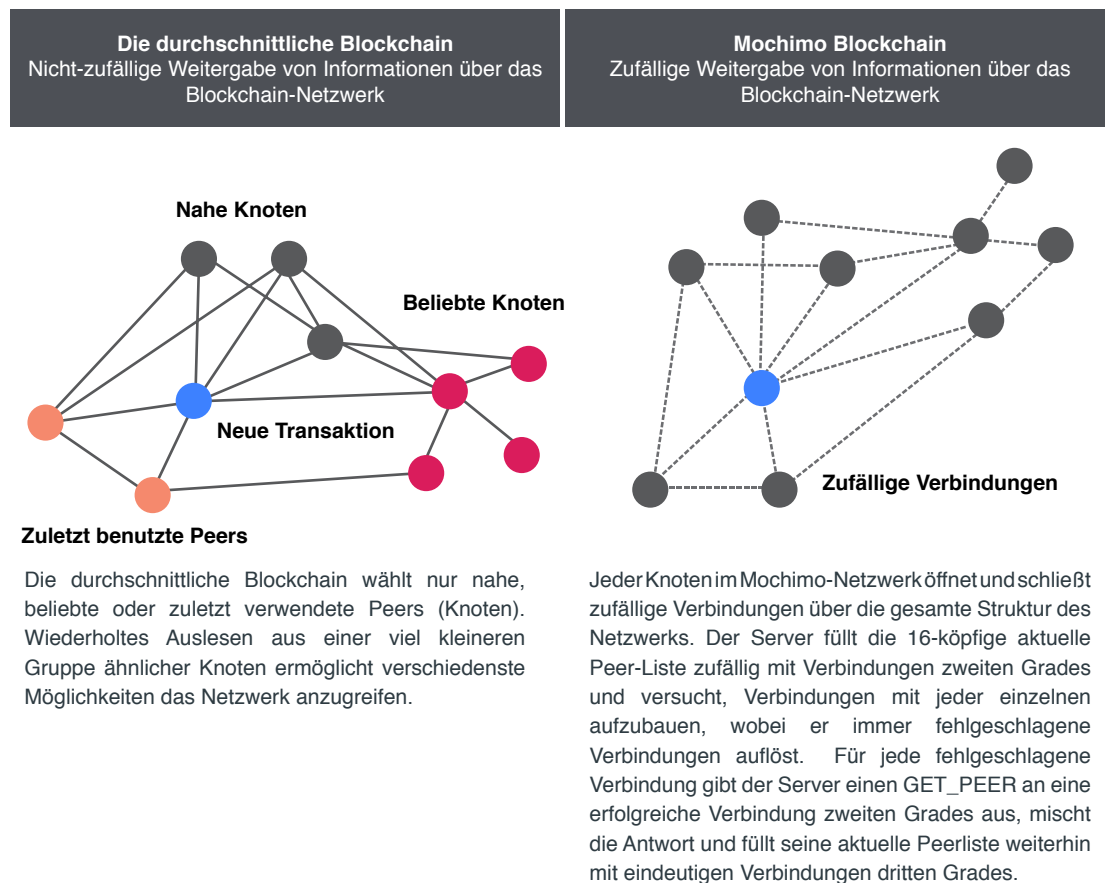 Die durchschnittliche Blockchain
Nicht-zufällige Weitergabe von Informationen über das
Blockchain-Netzwerk
Mochimo Blockchain
Zufällige Weitergabe von Informationen über das
Blockchain-Netzwerk
Nahe Knoten
Beliebte Knoten
Neue Transaktion
Zuletzt benutzte Peers
Zufällige Verbindungen
Die durchschnittliche Blockchain wählt nur nahe,
beliebte oder zuletzt verwendete Peers (Knoten).
Wiederholtes Auslesen aus einer viel kleineren
Gruppe ähnlicher Knoten ermöglicht verschiedenste
Möglichkeiten das Netzwerk anzugreifen.
Jeder Knoten im Mochimo-Netzwerk öffnet und schließt
zufällige Verbindungen über die gesamte Struktur des
Netzwerks. Der Server füllt die 16-köpfige aktuelle
Peer-Liste zufällig mit Verbindungen zweiten Grades
und versucht, Verbindungen mit jeder einzelnen
aufzubauen, wobei er immer fehlgeschlagene
Verbindungen auflöst. Für jede fehlgeschlagene
Verbindung gibt der Server einen GET_PEER an eine
erfolgreiche Verbindung zweiten Grades aus, mischt
die Antwort und füllt seine aktuelle Peerliste weiterhin
mit eindeutigen Verbindungen dritten Grades.